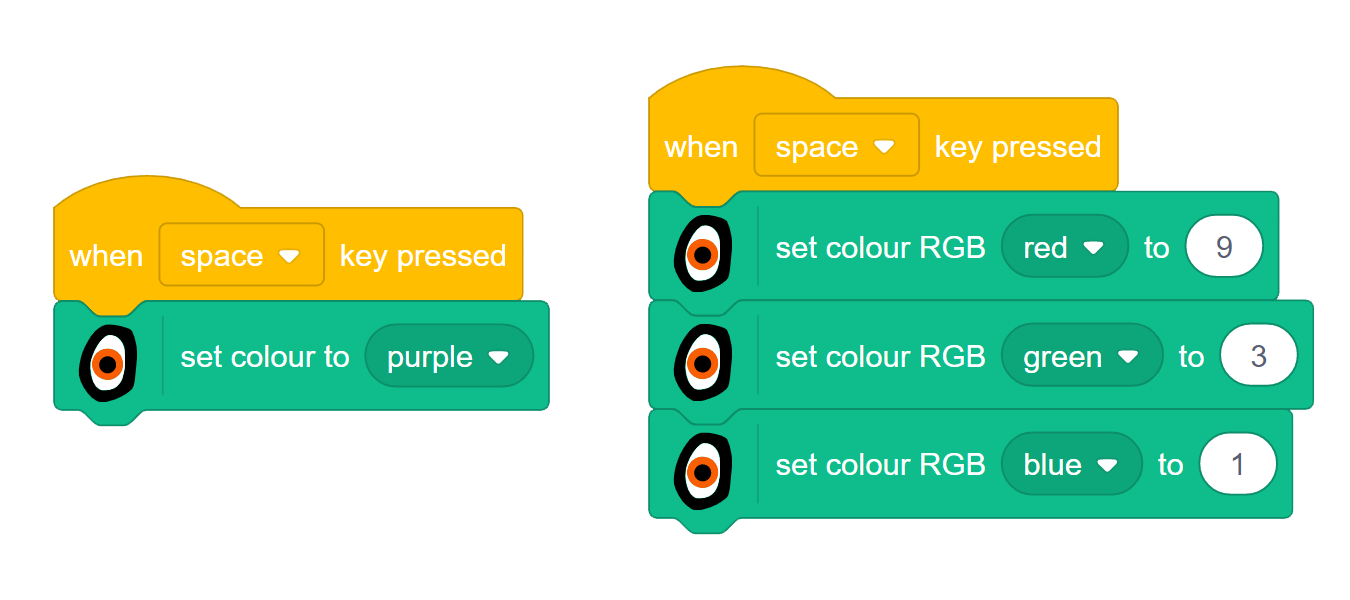 when space key pressed
set colour to purple
when space key pressed
set colour RGB red to 9
set colour RGB green to 3
set colour RGB blue to 1